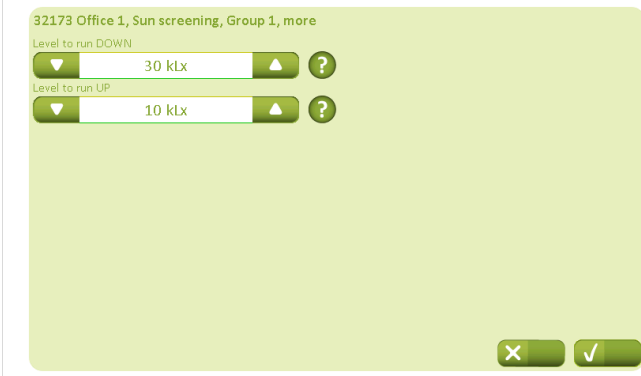 32173 Office 1, Sun screening, Group 1, more
Level to run DOWN
30 kLx
?
Level to run UP
10 kLx
?